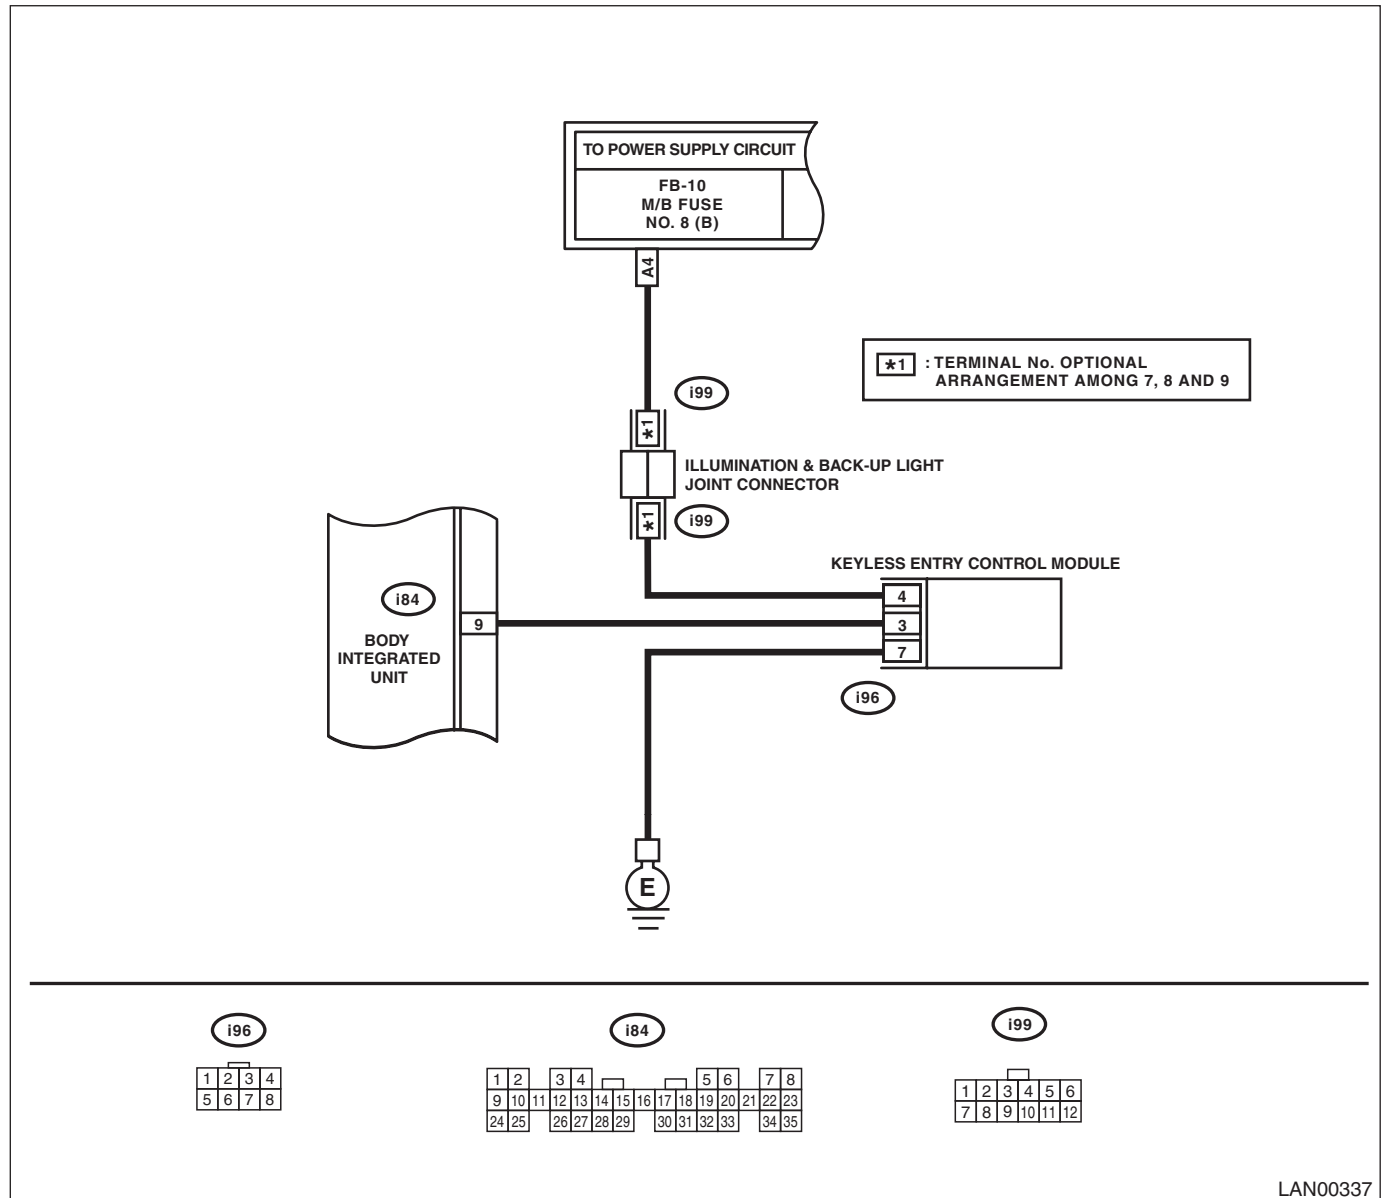 TO POWER SUPPLY CIRCUIT
FB-10
M/B FUSE
NO. 8 (B)
A4
*1 : TERMINAL No. OPTIONAL
ARRANGEMENT AMONG 7, 8 AND 9
i99
*1
ILLUMINATION & BACK-UP LIGHT
JOINT CONNECTOR
*1
i99
KEYLESS ENTRY CONTROL MODULE
4
3
7
i96
i84
9
BODY
INTEGRATED
UNIT
E
i96
1 2 3 4
5 6 7 8
i84
1 2 3 4 5 6 7 8
9 10 11 12 13 14 15 16 17 18 19 20 21 22 23
24 25 26 27 28 29 30 31 32 33 34 35
i99
1 2 3 4 5 6
7 8 9 10 11 12
LAN00337